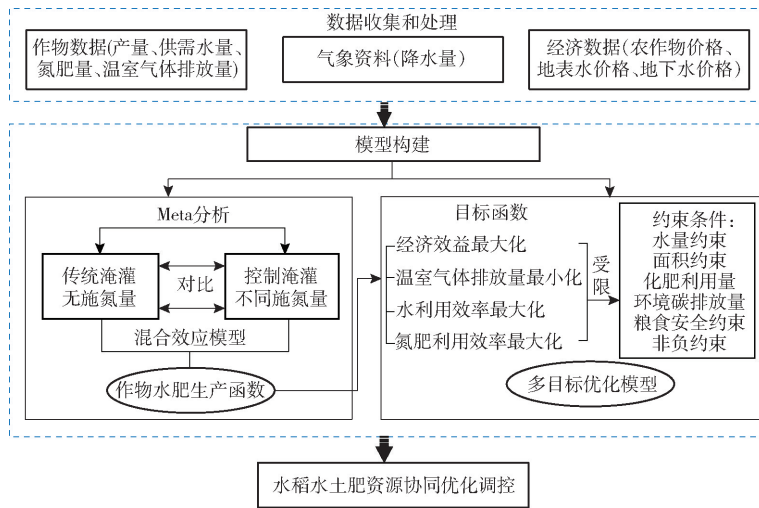 数据收集和处理
作物数据(产量、供需水量、
氮肥量、温室气体排放量)
气象资料(降水量)
经济数据(农作物价格、
地表水价格、地下水价格)
模型构建
Meta分析
传统淹灌
无施氮量
对比
控制淹灌
不同施氮量
混合效应模型
作物水肥生产函数
目标函数
经济效益最大化
温室气体排放量最小化
水利用效率最大化
氮肥利用效率最大化
受限
约束条件:
水量约束
面积约束
化肥利用量
环境碳排放量
粮食安全约束
非负约束
多目标优化模型
水稻水土肥资源协同优化调控